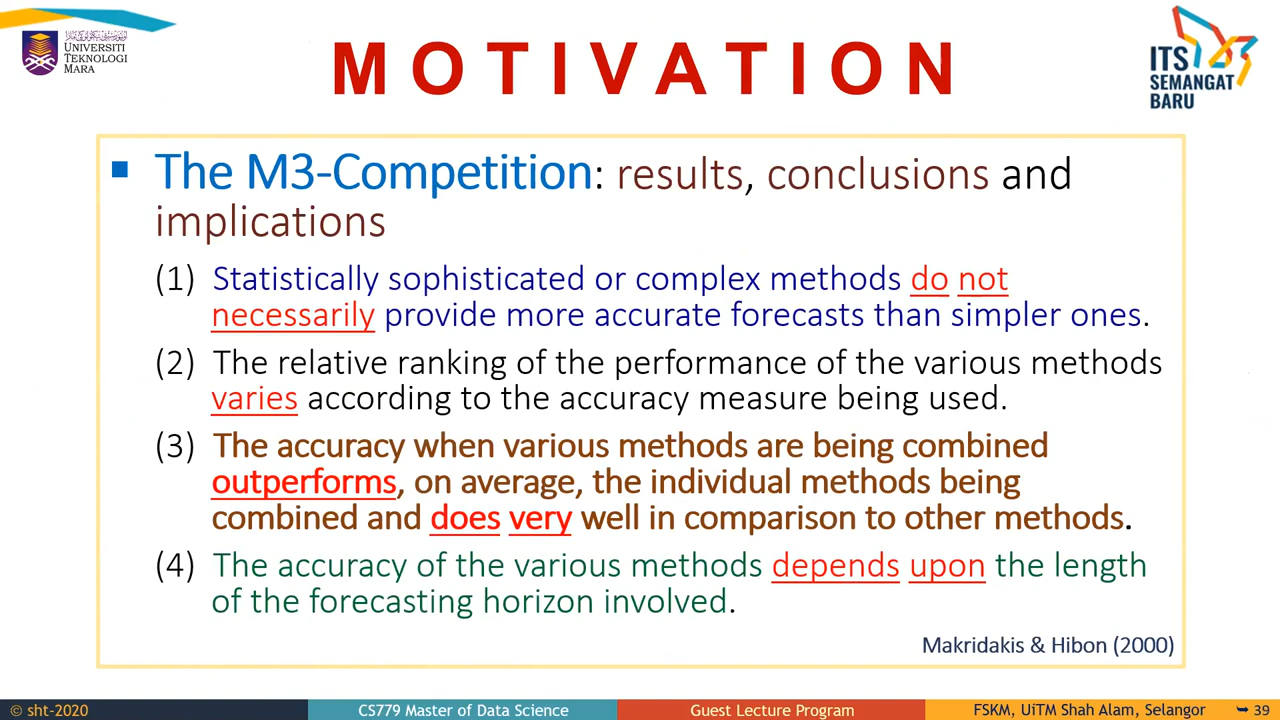 UNIVERSITI
TEKNOLOGI
MARA
MOTIVATION
ITS
SEMANGAT
BARU
▪ The M3-Competition: results, conclusions and
implications
(1) Statistically sophisticated or complex methods do not
necessarily provide more accurate forecasts than simpler ones.
(2) The relative ranking of the performance of the various methods
varies according to the accuracy measure being used.
(3) The accuracy when various methods are being combined
outperforms, on average, the individual methods being
combined and does very well in comparison to other methods.
(4) The accuracy of the various methods depends upon the length
of the forecasting horizon involved.
Makridakis & Hibon (2000)
© sht-2020
CS779 Master of Data Science
Guest Lecture Program
FSKM, UiTM Shah Alam, Selangor
➥ 39